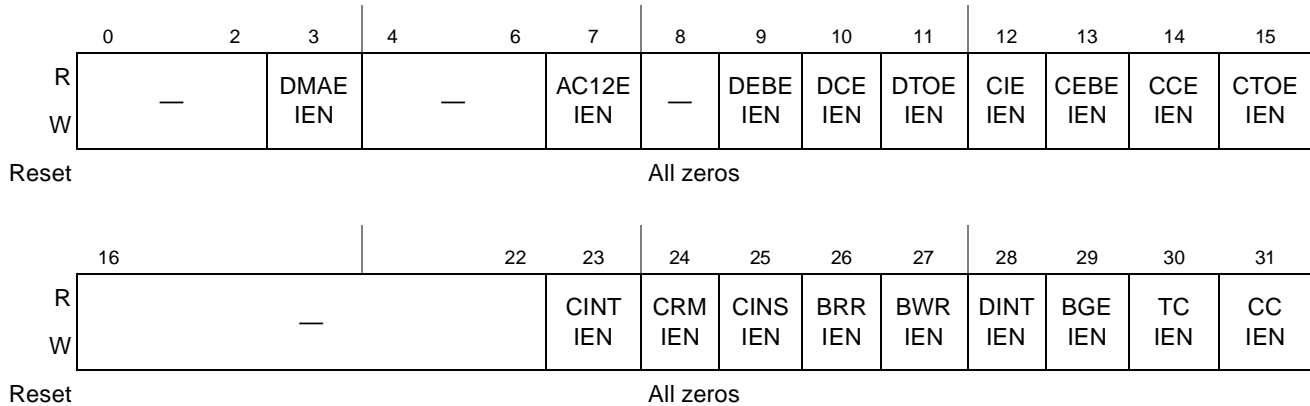 0 2 3 4 6 7 8 9 10 11 12 13 14 15
R — DMAE — AC12E — DEBE DCE DTOE CIE CEBE CCE CTOE
W IEN IEN IEN IEN IEN IEN IEN IEN IEN
Reset All zeros
16 22 23 24 25 26 27 28 29 30 31
R — CINT CRM CINS BRR BWR DINT BGE TC CC
W IEN IEN IEN IEN IEN IEN IEN IEN IEN
Reset All zeros